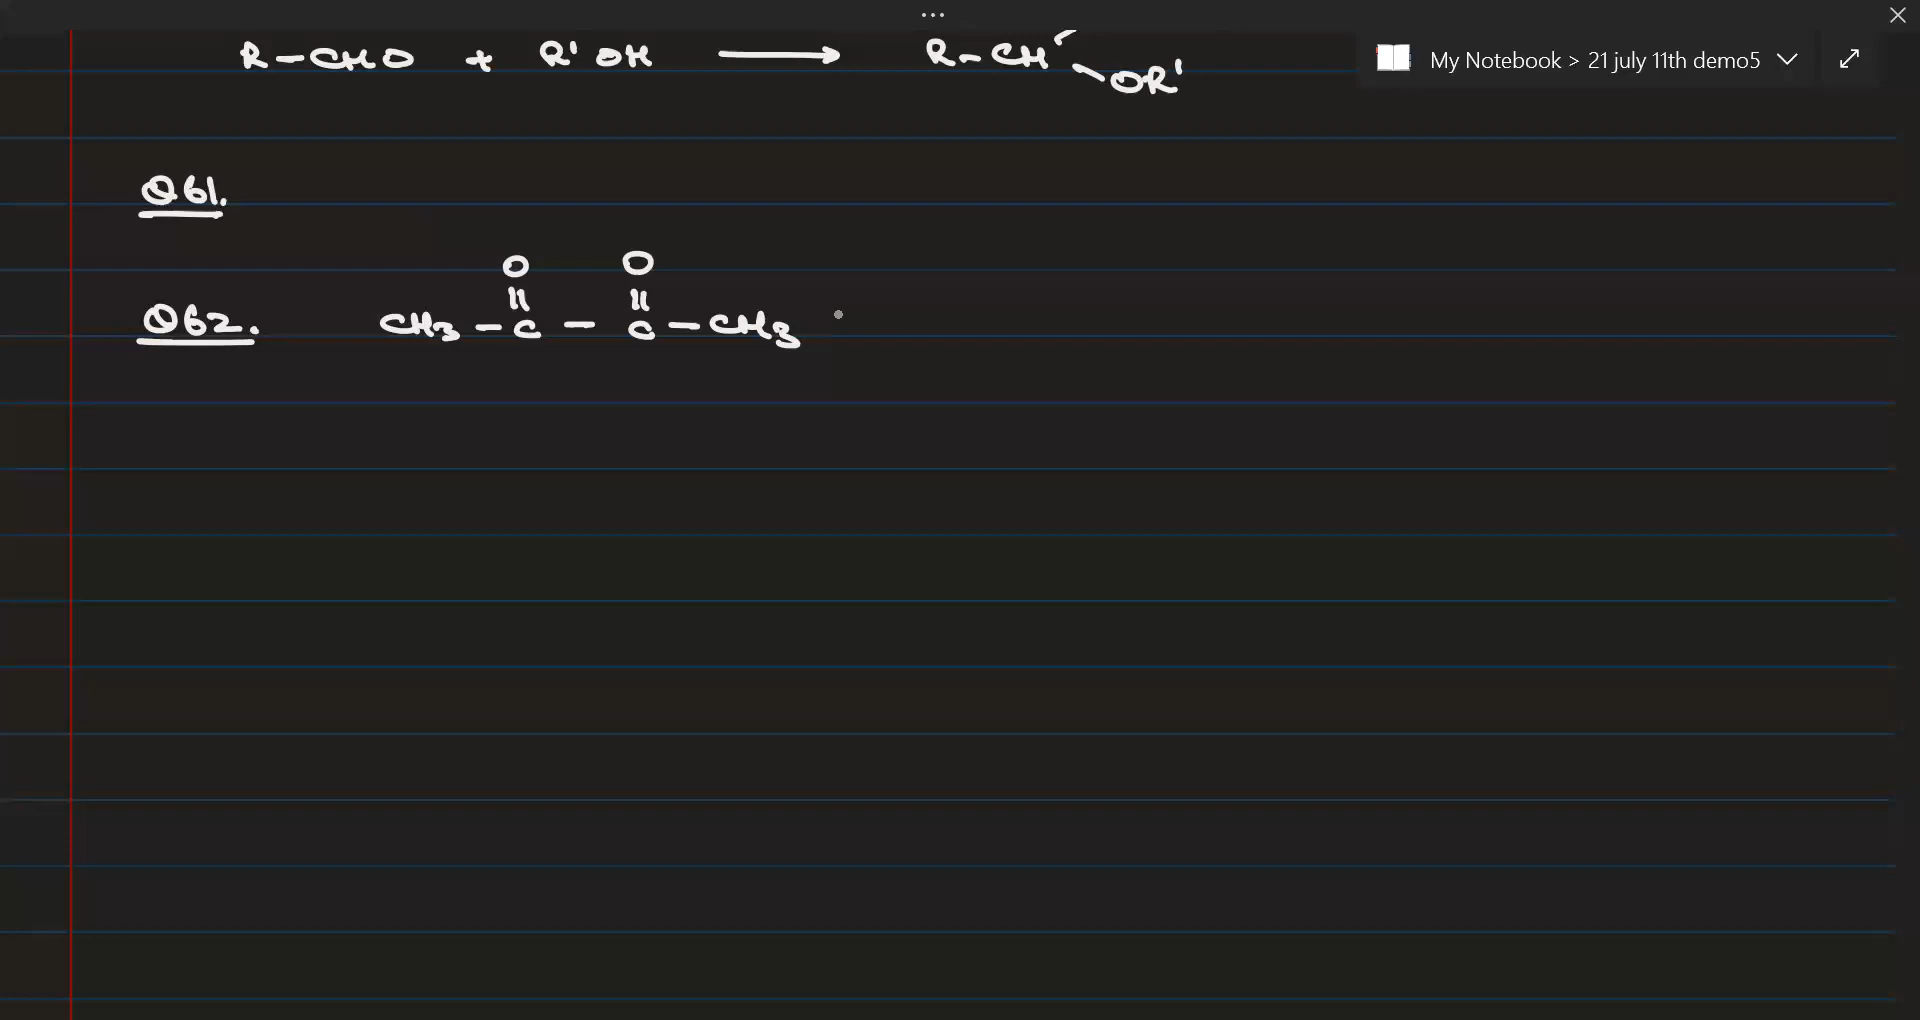 ...
My Notebook > 21 july 11th demo5
R-CHO + R'OH ⟶ R-CH
OR'
Q61.
O O
|| ||
Q62. CH3-C-C-CH3